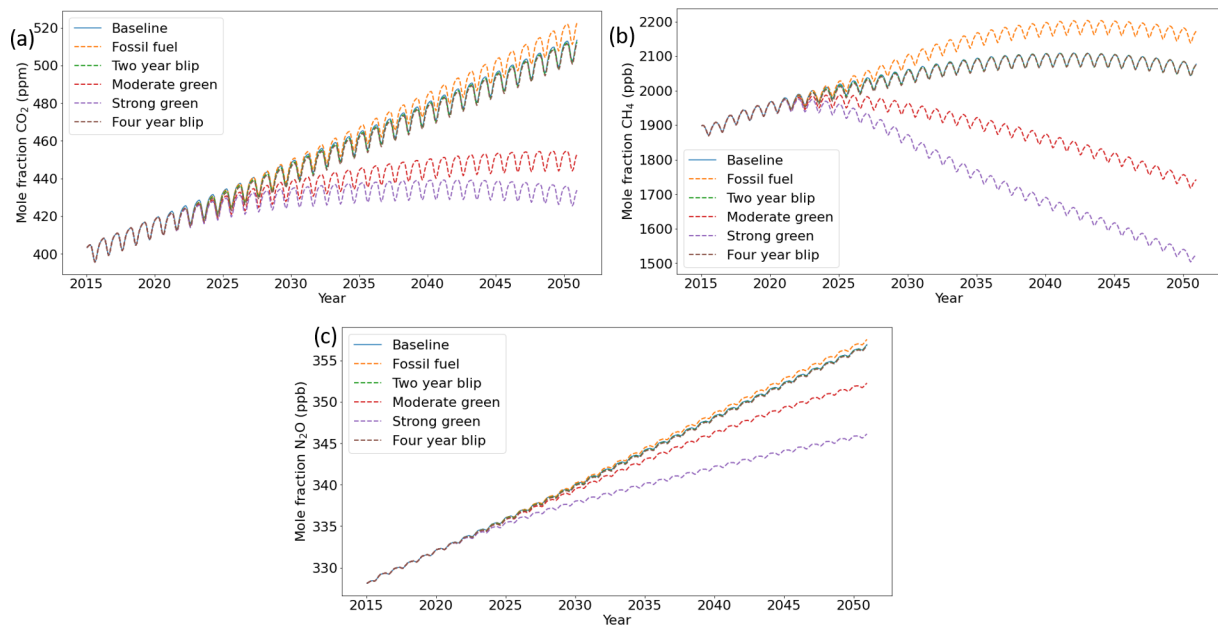 (a)
Mole fraction CO2 (ppm)
520
500
480
460
440
420
400
Baseline
Fossil fuel
Two year blip
Moderate green
Strong green
Four year blip
2015 2020 2025 2030 2035 2040 2045 2050
Year
(b)
Mole fraction CH4 (ppb)
2200
2100
2000
1900
1800
1700
1600
1500
Baseline
Fossil fuel
Two year blip
Moderate green
Strong green
Four year blip
2015 2020 2025 2030 2035 2040 2045 2050
Year
(c)
Mole fraction N2O (ppb)
355
350
345
340
335
330
Baseline
Fossil fuel
Two year blip
Moderate green
Strong green
Four year blip
2015 2020 2025 2030 2035 2040 2045 2050
Year